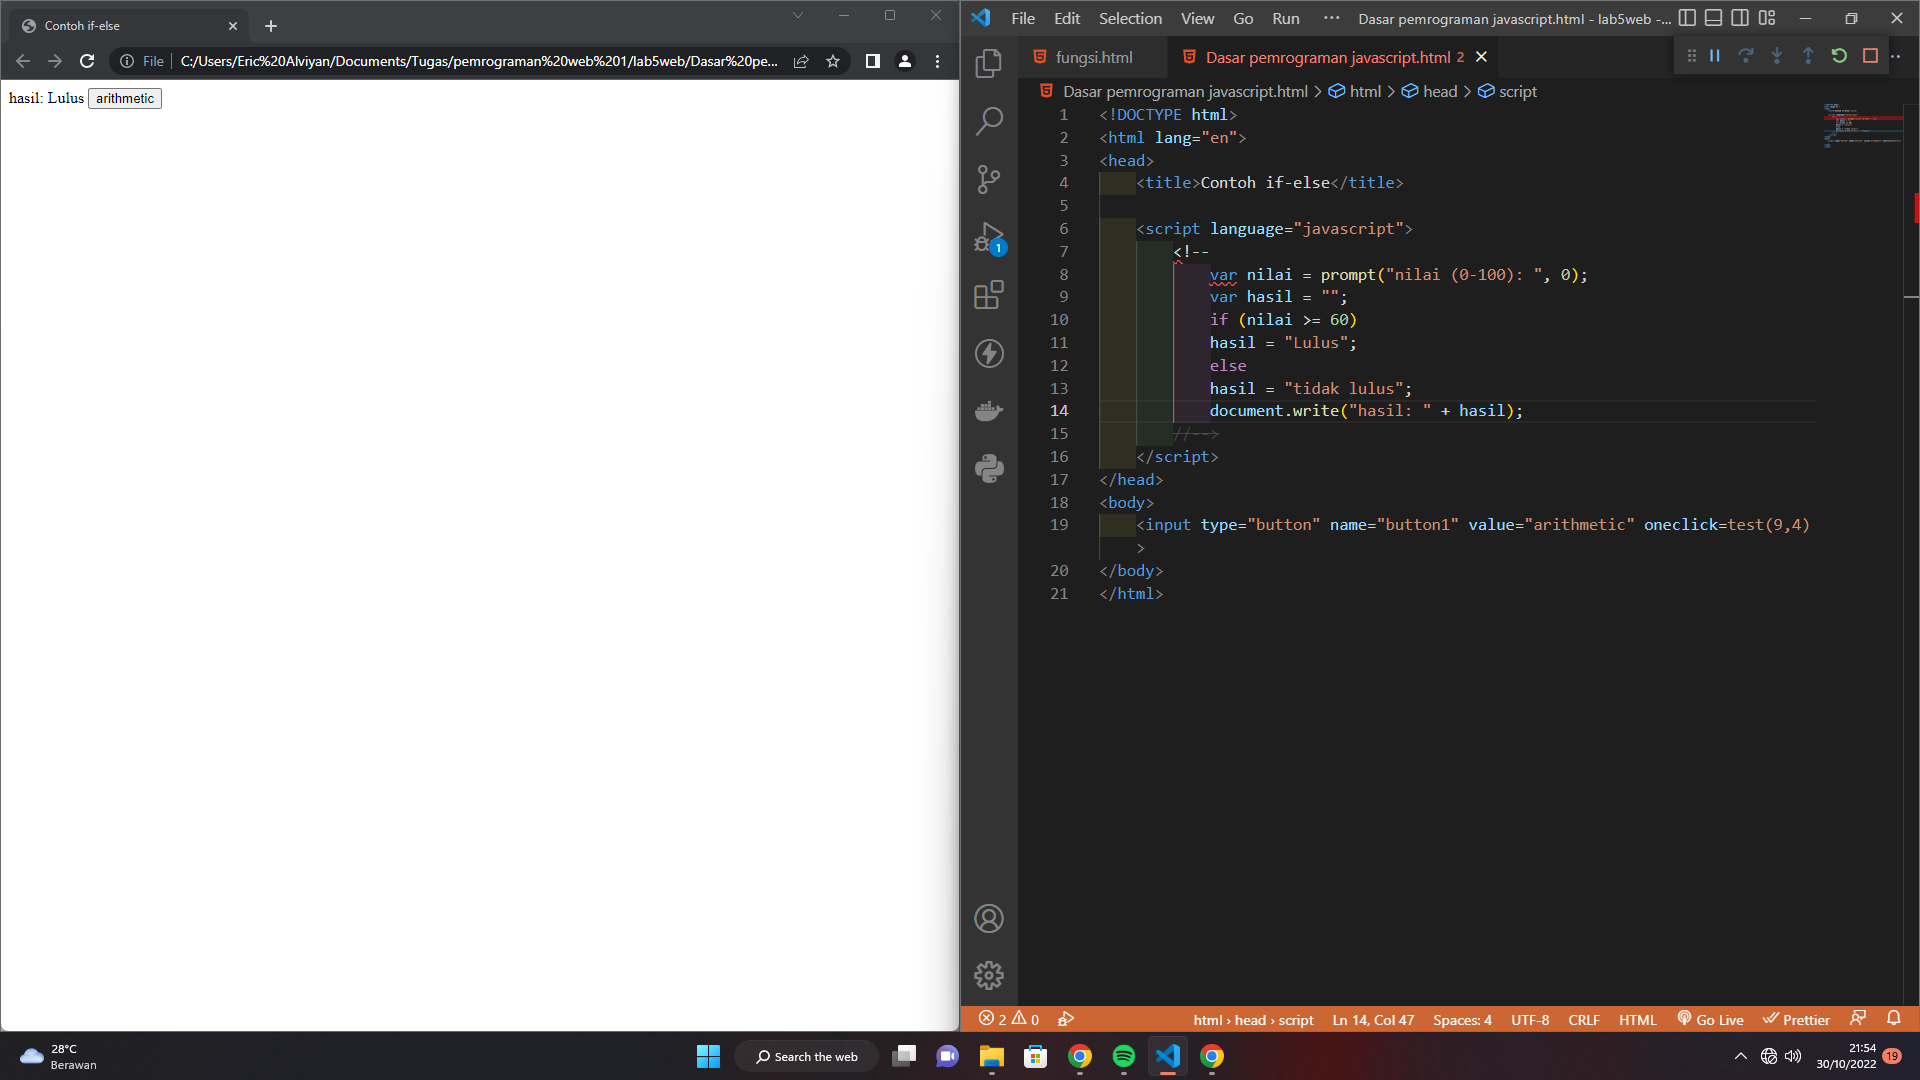 Contoh if-else
File
C:/Users/Eric%20Alviyan/Documents/Tugas/pemrograman%20web%201/lab5web/Dasar%20pe...
hasil: Lulus arithmetic
File Edit Selection View Go Run ··· Dasar pemrograman javascript.html - lab5web -...
fungsi.html
Dasar pemrograman javascript.html 2
Dasar pemrograman javascript.html > html > head > script
1 <!DOCTYPE html>
2 <html lang="en">
3 <head>
4 <title>Contoh if-else</title>
5
6 <script language="javascript">
7 <!--
8 var nilai = prompt("nilai (0-100): ", 0);
9 var hasil = "";
10 if (nilai >= 60)
11 hasil = "Lulus";
12 else
13 hasil = "tidak lulus";
14 document.write("hasil: " + hasil);
15 //-->
16 </script>
17 </head>
18 <body>
19 <input type="button" name="button1" value="arithmetic" oneclick=test(9,4)
>
20 </body>
21 </html>
1
2 0
html › head › script
Ln 14, Col 47
Spaces: 4
UTF-8
CRLF
HTML
Go Live
Prettier
28°C
Berawan
Search the web
21:54
30/10/2022
19